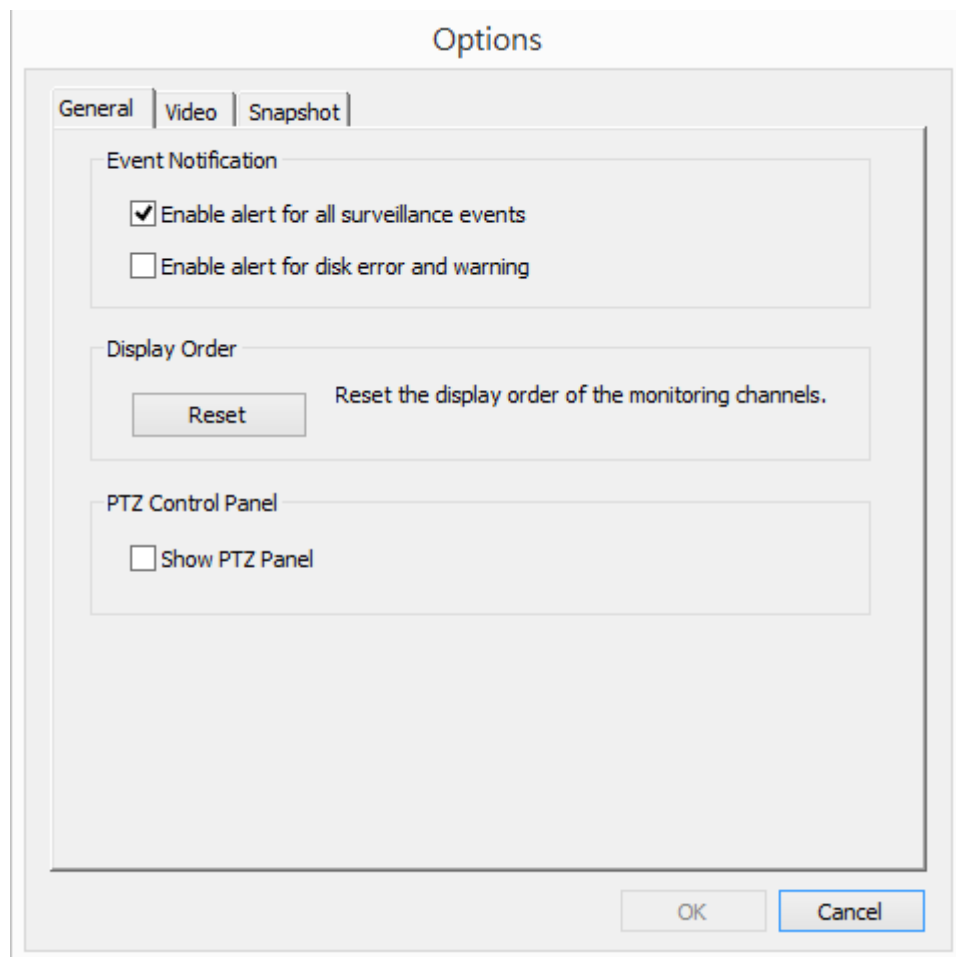 Options
General
Video
Snapshot
Event Notification
Enable alert for all surveillance events
Enable alert for disk error and warning
Display Order
Reset
Reset the display order of the monitoring channels.
PTZ Control Panel
Show PTZ Panel
OK
Cancel